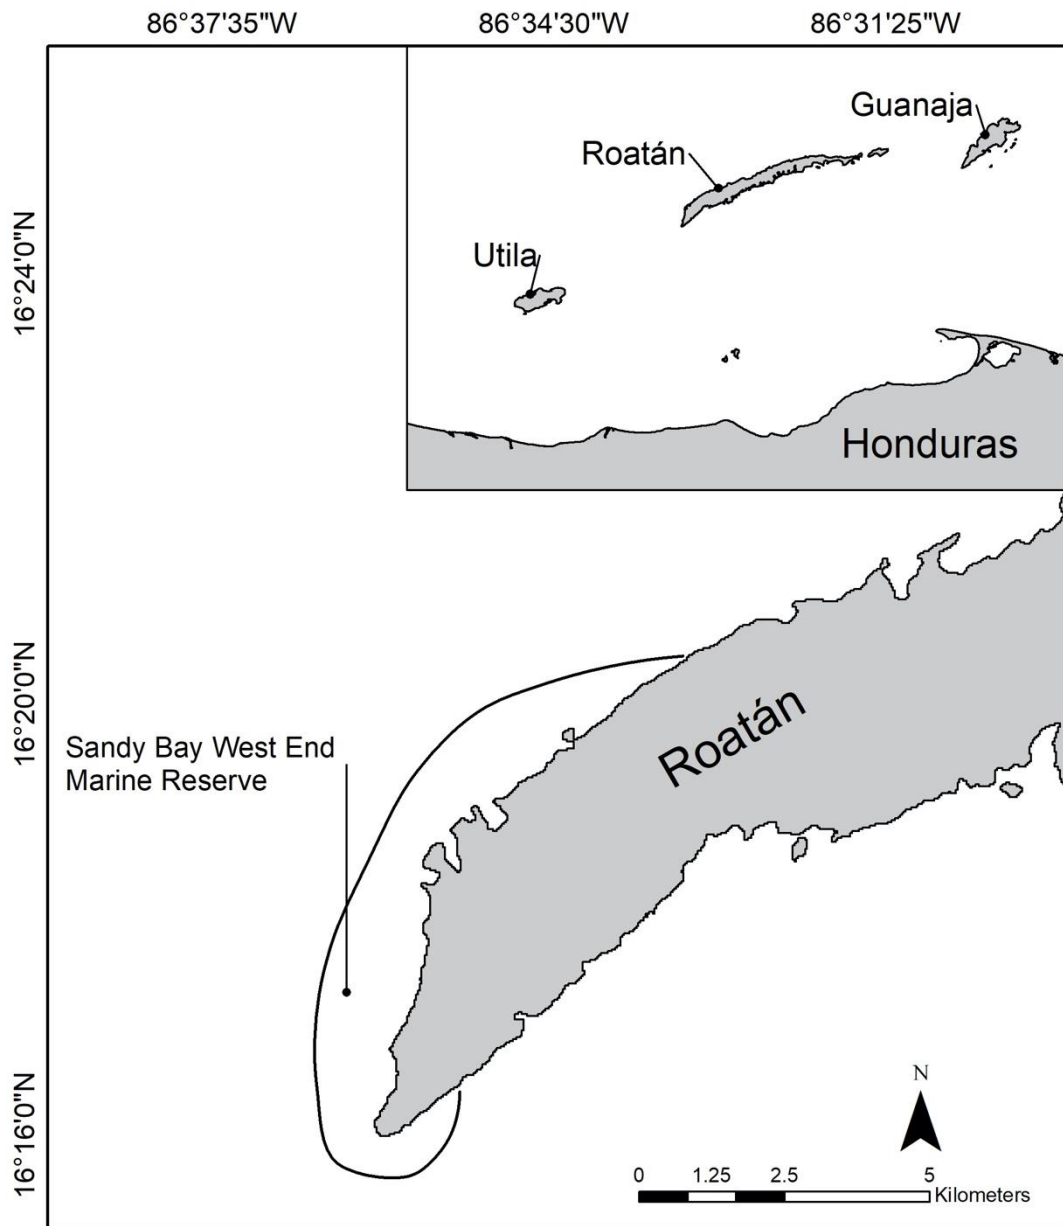 86°37'35"W 86°34'30"W 86°31'25"W
Guanaja
Roatán
16°24'0"N
Utila
Honduras
16°20'0"N
Roatán
Sandy Bay West End
Marine Reserve
16°16'0"N
N
0 1.25 2.5 5
Kilometers